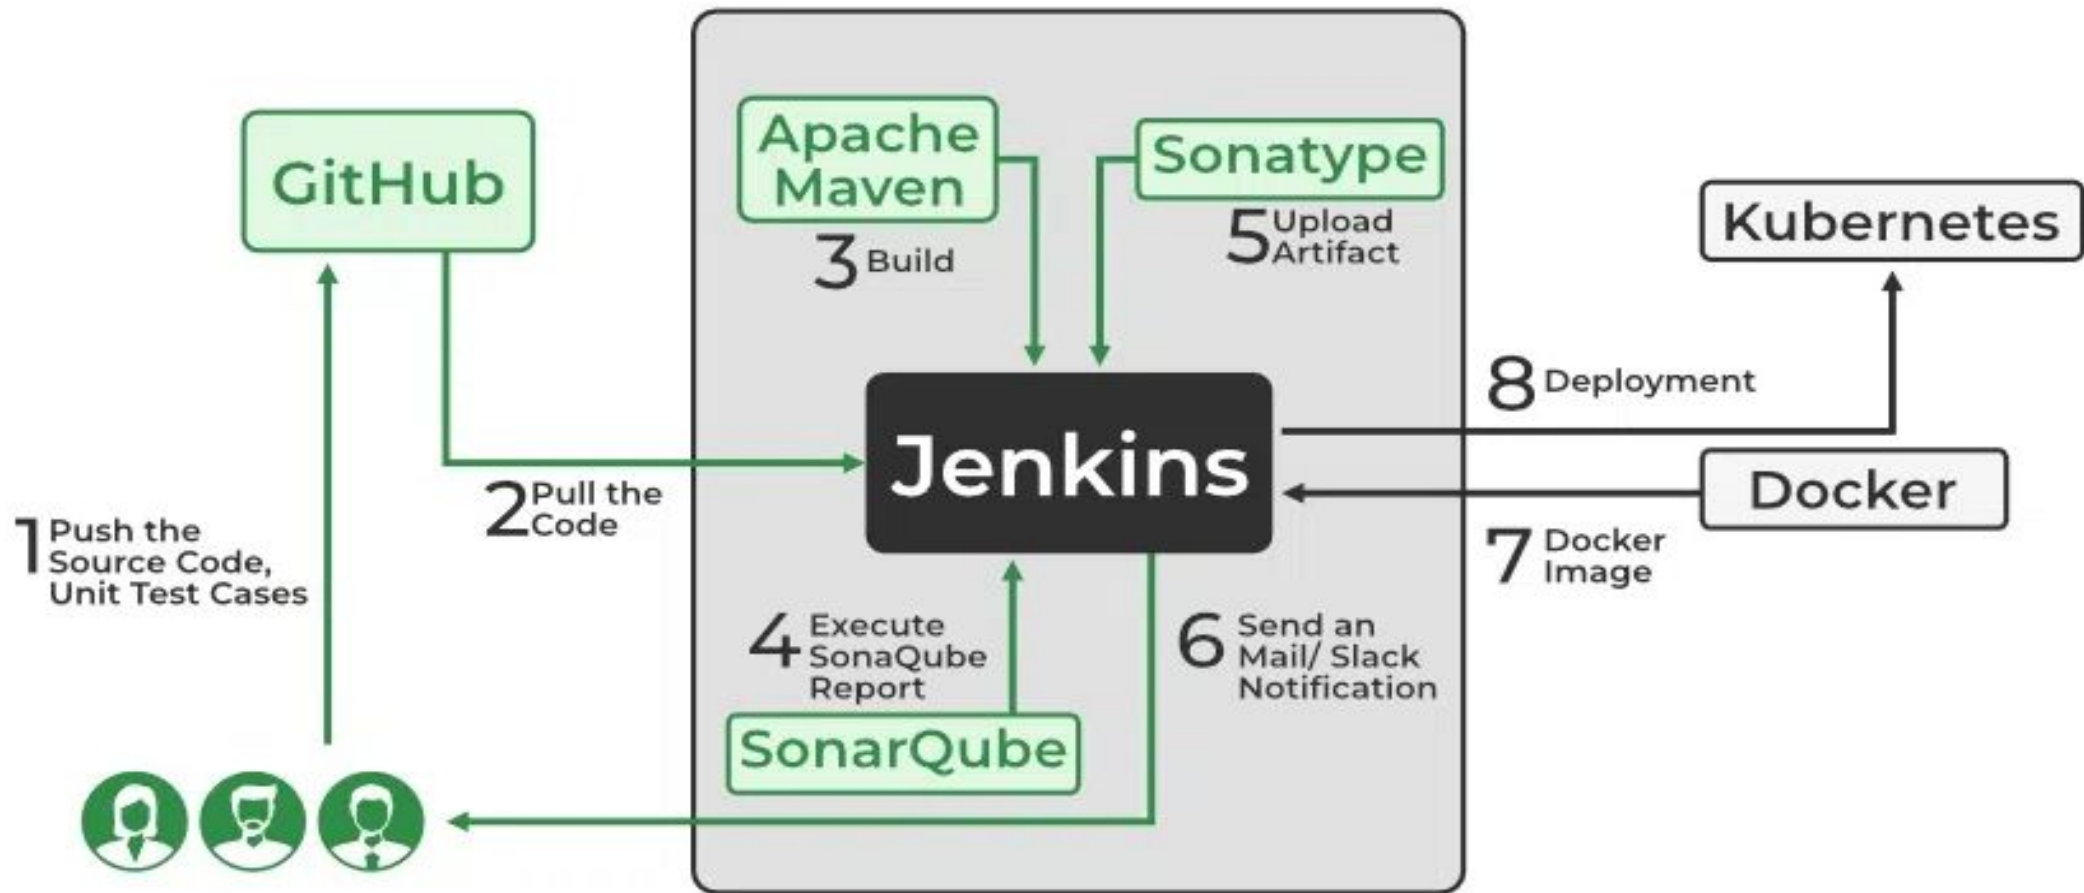 GitHub
Apache
Maven
3 Build
Sonatype
5 Upload
Artifact
Kubernetes
8 Deployment
Jenkins
Docker
2 Pull the
Code
1 Push the
Source Code,
Unit Test Cases
7 Docker
Image
4 Execute
SonaQube
Report
6 Send an
Mail/ Slack
Notification
SonarQube